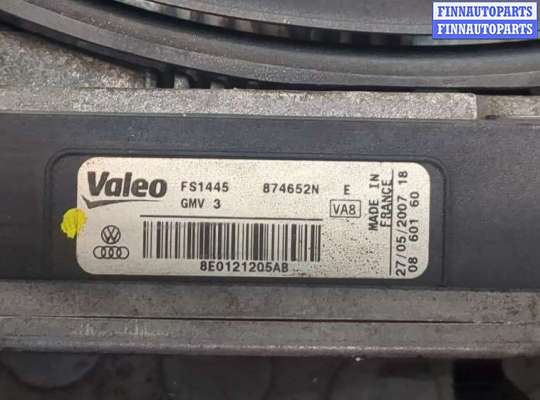 FINNAUTOPARTS
FINNAUTOPARTS
Valeo FS1445 874652N E
GMV 3 VA8
8E0121205AB
MADE IN
FRANCE
27/05/2007 18
08 601 60